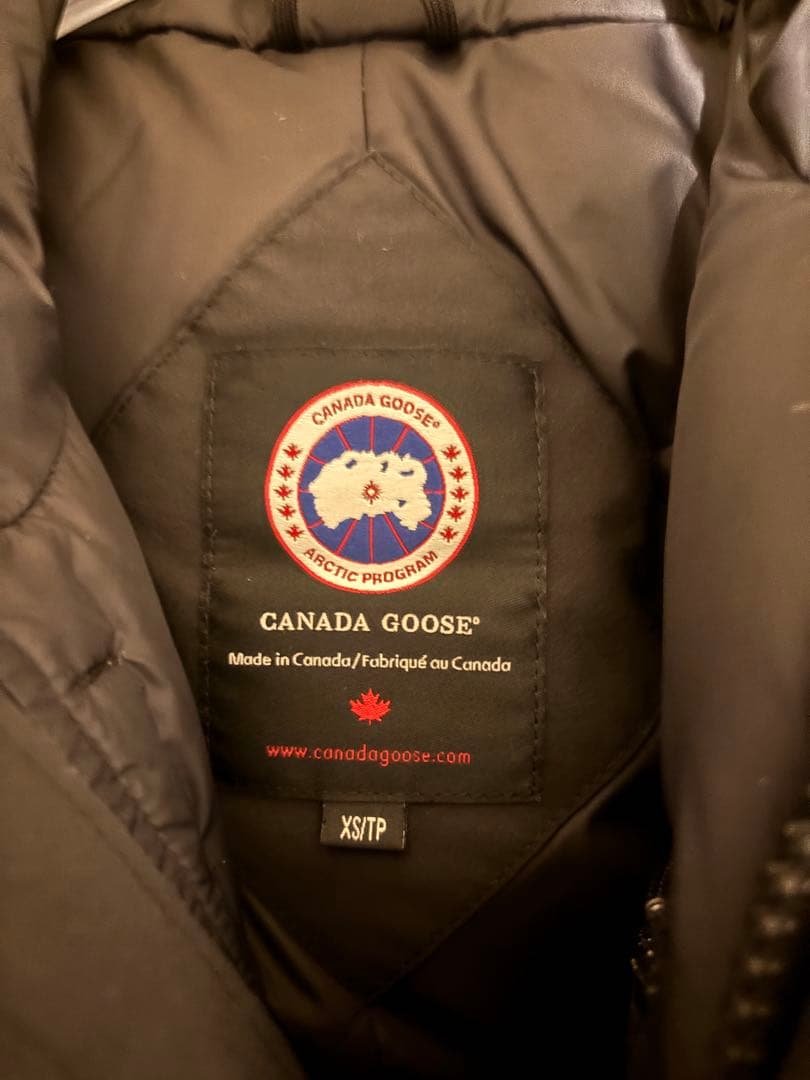 CANADA GOOSE®
ARCTIC PROGRAM
CANADA GOOSE®
Made in Canada/Fabriqué au Canada
www.canadagoose.com
XS/TP